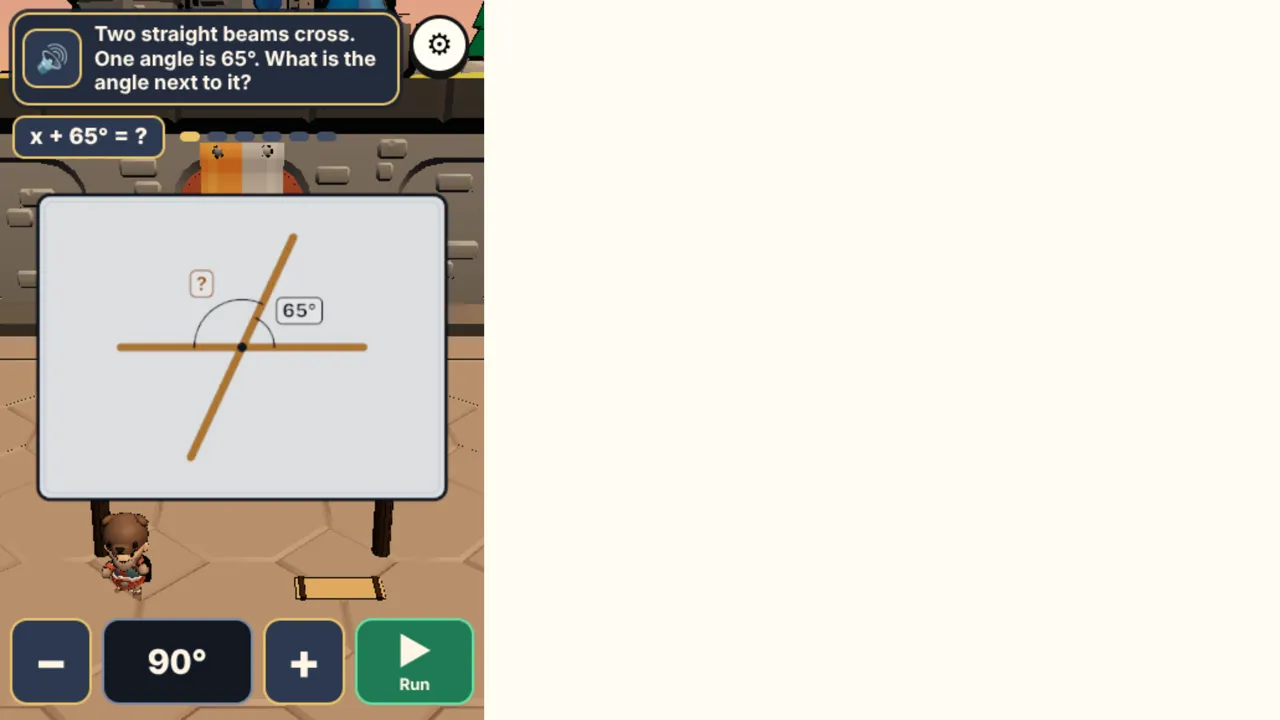 Two straight beams cross.
One angle is 65°. What is the
angle next to it?
x + 65° = ?
?
65°
−
90°
+
Run